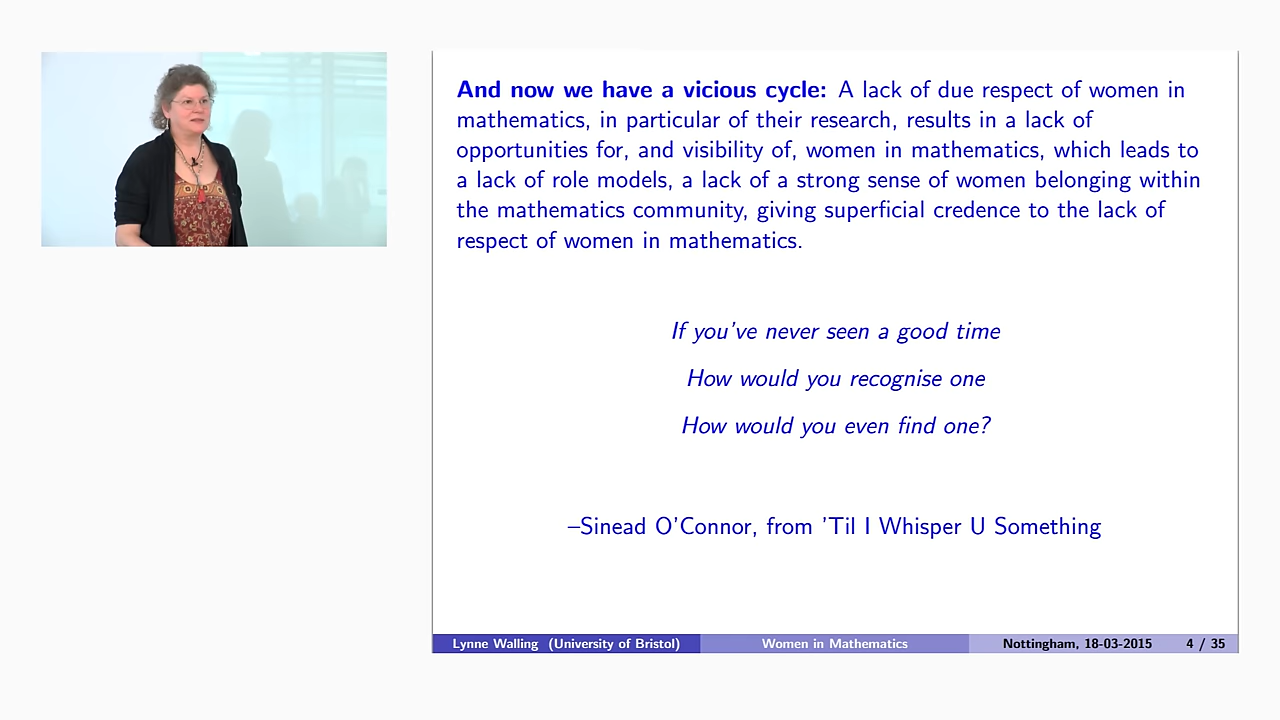 And now we have a vicious cycle: A lack of due respect of women in
mathematics, in particular of their research, results in a lack of
opportunities for, and visibility of, women in mathematics, which leads to
a lack of role models, a lack of a strong sense of women belonging within
the mathematics community, giving superficial credence to the lack of
respect of women in mathematics.
If you've never seen a good time
How would you recognise one
How would you even find one?
–Sinead O'Connor, from 'Til I Whisper U Something
Lynne Walling (University of Bristol) Women in Mathematics Nottingham, 18-03-2015 4 / 35